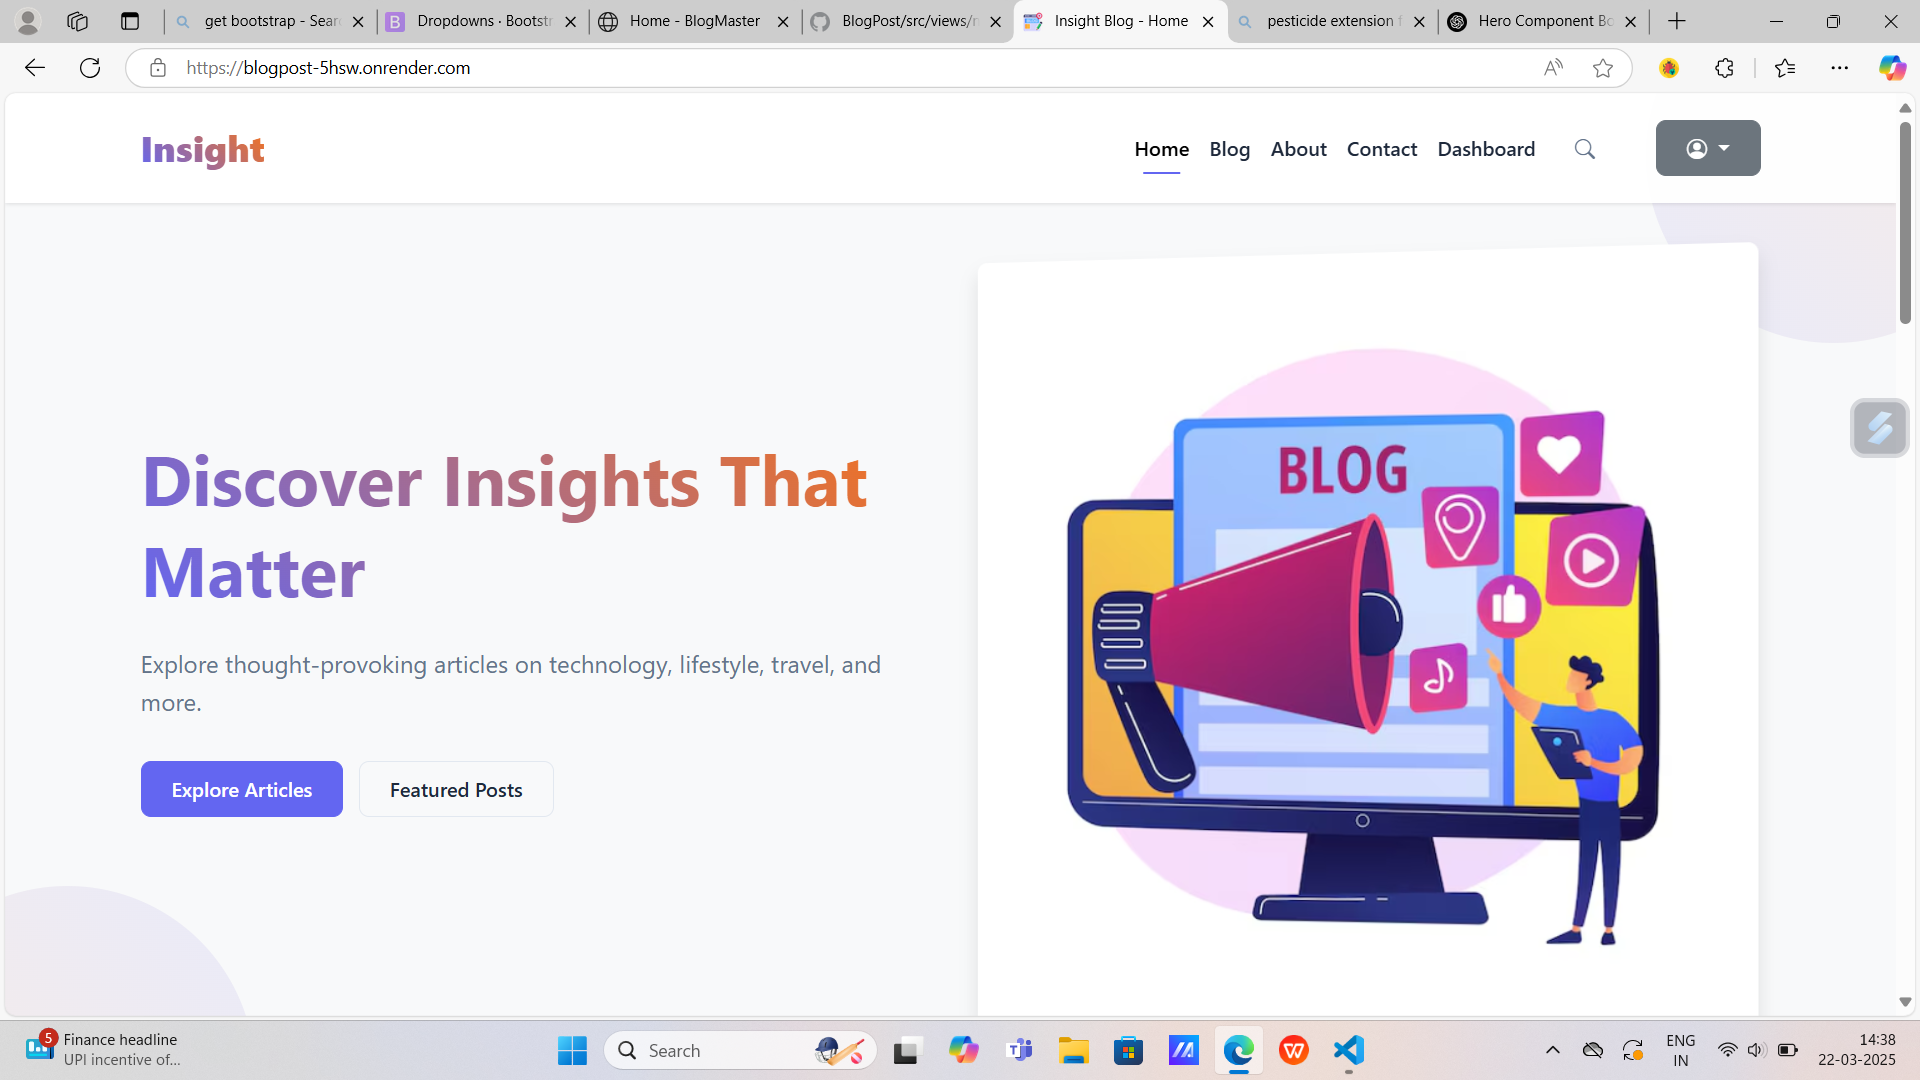 get bootstrap - Sear
Dropdowns · Bootstr
Home - BlogMaster
BlogPost/src/views/
Insight Blog - Home
pesticide extension f
Hero Component Bo
https://blogpost-5hsw.onrender.com
Insight
Home
Blog
About
Contact
Dashboard
Discover Insights That
Matter
Explore thought-provoking articles on technology, lifestyle, travel, and
more.
Explore Articles
Featured Posts
BLOG
5
Finance headline
UPI incentive of...
Search
ENG
IN
14:38
22-03-2025